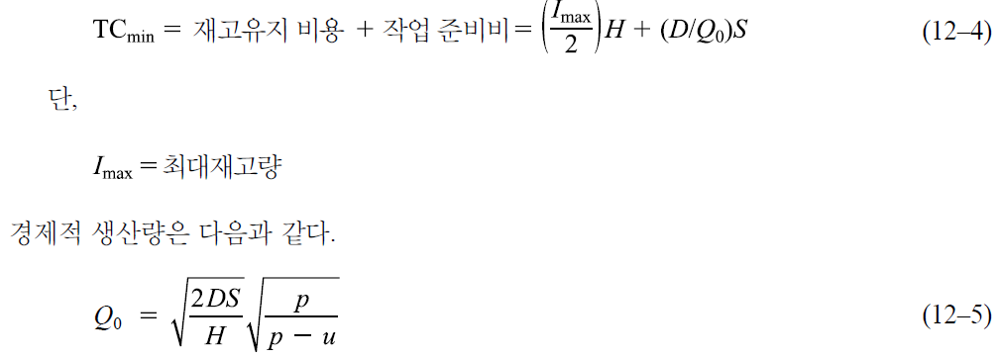 TCmin = 재고유지 비용 + 작업 준비비 = (Imax/2)H + (D/Q0)S (12–4)
단,
Imax = 최대재고량
경제적 생산량은 다음과 같다.
Q0 = √(2DS/H) √(p/(p − u)) (12–5)